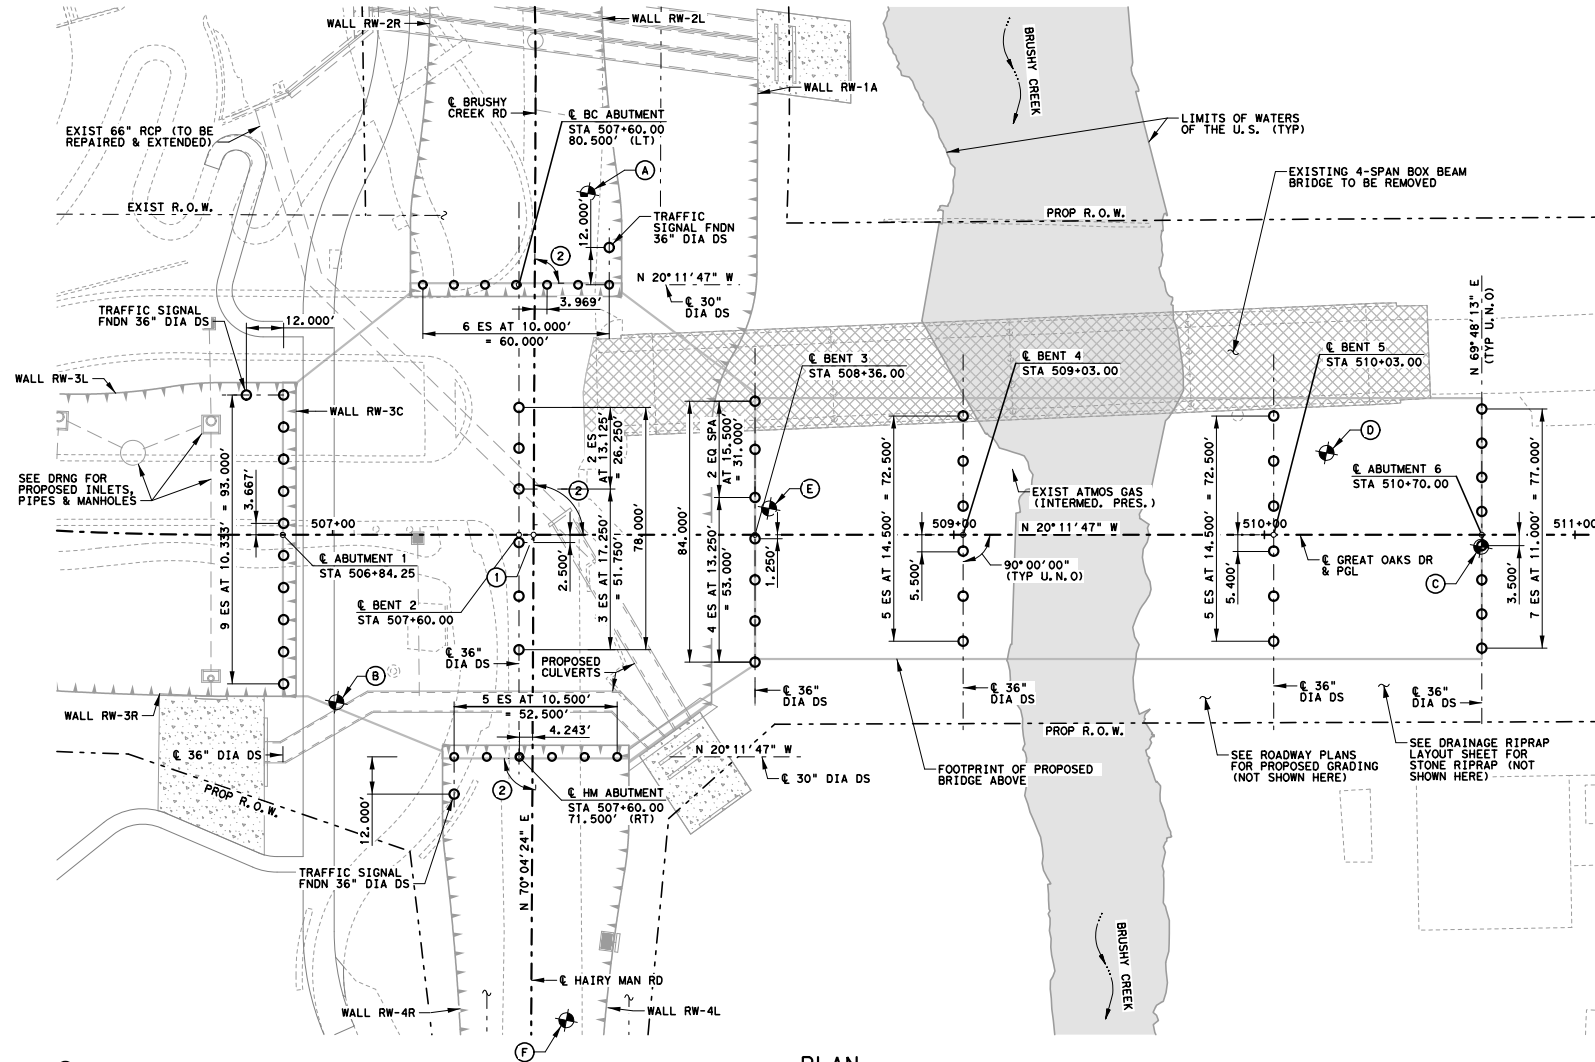 WALL RW-2R
WALL RW-2L
WALL RW-1A
BRUSHY CREEK
℄ BRUSHY
CREEK RD
℄ BC ABUTMENT
STA 507+60.00
80.500' (LT)
EXIST 66" RCP (TO BE
REPAIRED & EXTENDED)
LIMITS OF WATERS
OF THE U.S. (TYP)
EXISTING 4-SPAN BOX BEAM
BRIDGE TO BE REMOVED
A
EXIST R.O.W.
PROP R.O.W.
12.000'
TRAFFIC
SIGNAL FNDN
36" DIA DS
2
N 20°11'47" W
℄ 30"
DIA DS
3.969'
6 ES AT 10.000'
= 60.000'
TRAFFIC SIGNAL
FNDN 36" DIA DS
12.000'
N 69°48'13" E
(TYP U.N.O)
WALL RW-3L
WALL RW-3C
℄ BENT 3
STA 508+36.00
℄ BENT 4
STA 509+03.00
℄ BENT 5
STA 510+03.00
SEE DRNG FOR
PROPOSED INLETS,
PIPES & MANHOLES
9 ES AT 10.333' = 93.000'
3.667'
2 ES
AT 13.125'
= 26.250'
3 ES AT 17.250'
= 51.750'
78.000'
2.500'
84.000'
2 EQ SPA
AT 15.500'
= 31.000'
4 ES AT 13.250'
= 53.000'
1.250'
5 ES AT 14.500' = 72.500'
5.500'
5 ES AT 14.500' = 72.500'
5.400'
7 ES AT 11.000' = 77.000'
3.500'
D
E
2
℄ ABUTMENT 6
STA 510+70.00
EXIST ATMOS GAS
(INTERMED. PRES.)
507+00
509+00
N 20°11'47" W
510+00
511+00
℄ ABUTMENT 1
STA 506+84.25
1
90°00'00"
(TYP U.N.O)
℄ GREAT OAKS DR
& PGL
C
℄ BENT 2
STA 507+60.00
℄ 36"
DIA DS
PROPOSED
CULVERTS
B
℄ 36"
DIA DS
℄ 36"
DIA DS
℄ 36"
DIA DS
℄ 36"
DIA DS
WALL RW-3R
5 ES AT 10.500'
= 52.500'
4.243'
PROP R.O.W.
℄ 36" DIA DS
N 20°11'47" W
℄ 30" DIA DS
FOOTPRINT OF PROPOSED
BRIDGE ABOVE
SEE ROADWAY PLANS
FOR PROPOSED GRADING
(NOT SHOWN HERE)
SEE DRAINAGE RIPRAP
LAYOUT SHEET FOR
STONE RIPRAP (NOT
SHOWN HERE)
PROP R.O.W.
2
℄ HM ABUTMENT
STA 507+60.00
71.500' (RT)
12.000'
N 70°04'24" E
TRAFFIC SIGNAL
FNDN 36" DIA DS
BRUSHY CREEK
℄ HAIRY MAN RD
WALL RW-4R
WALL RW-4L
F
PLAN